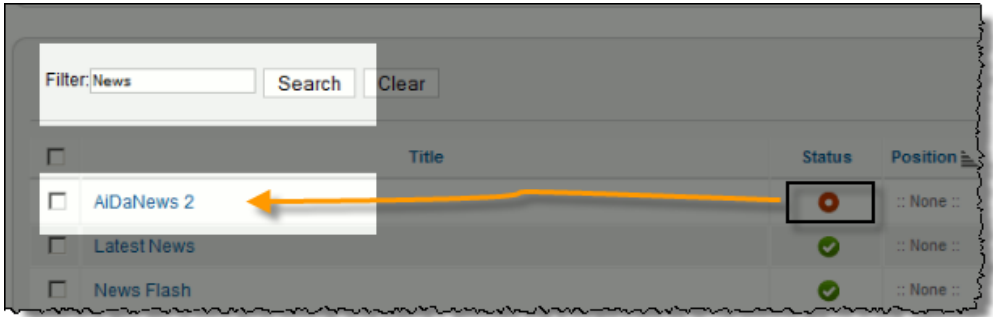 Filter: News Search Clear
Title Status Position
AiDaNews 2 :: None ::
Latest News :: None ::
News Flash :: None ::